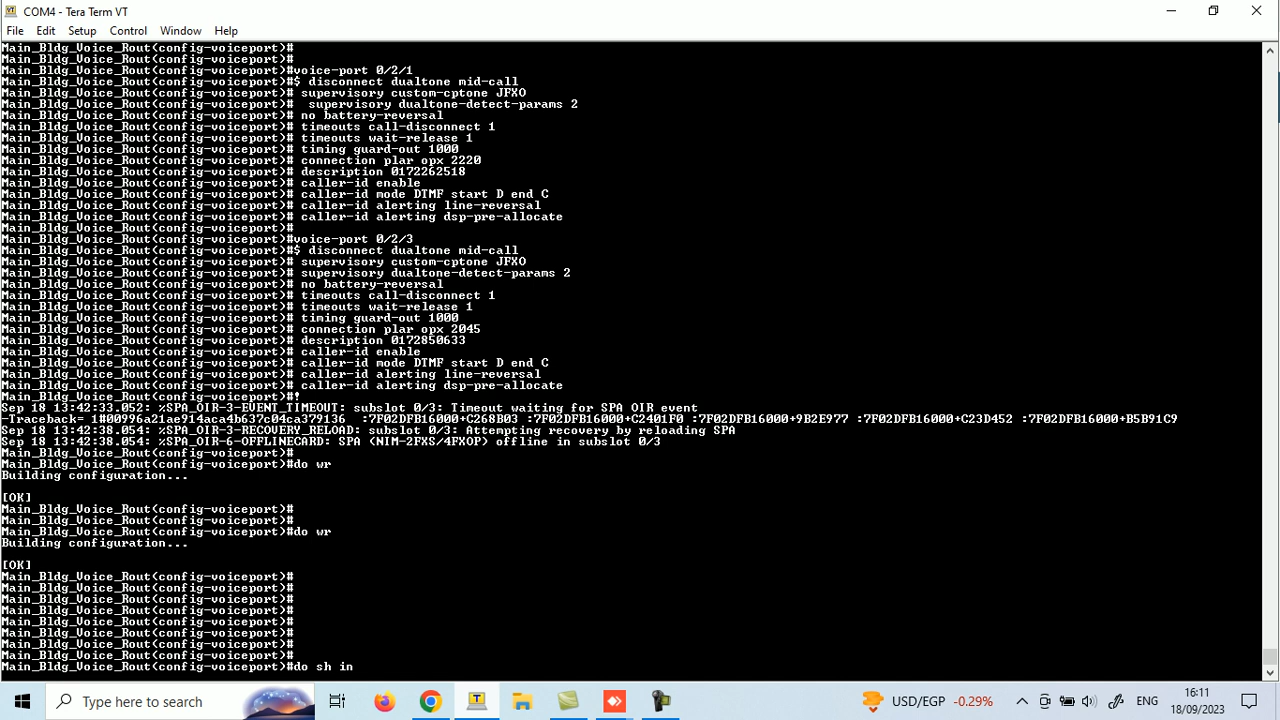 COM4 - Tera Term VT
File Edit Setup Control Window Help
Main_Bldg_Voice_Rout(config-voiceport)#
Main_Bldg_Voice_Rout(config-voiceport)#
Main_Bldg_Voice_Rout(config-voiceport)#voice-port 0/2/1
Main_Bldg_Voice_Rout(config-voiceport)#$ disconnect dualtone mid-call
Main_Bldg_Voice_Rout(config-voiceport)# supervisory custom-cptone JFXO
Main_Bldg_Voice_Rout(config-voiceport)#  supervisory dualtone-detect-params 2
Main_Bldg_Voice_Rout(config-voiceport)# no battery-reversal
Main_Bldg_Voice_Rout(config-voiceport)# timeouts call-disconnect 1
Main_Bldg_Voice_Rout(config-voiceport)# timeouts wait-release 1
Main_Bldg_Voice_Rout(config-voiceport)# timing guard-out 1000
Main_Bldg_Voice_Rout(config-voiceport)# connection plar opx 2220
Main_Bldg_Voice_Rout(config-voiceport)# description 0172262518
Main_Bldg_Voice_Rout(config-voiceport)# caller-id enable
Main_Bldg_Voice_Rout(config-voiceport)# caller-id mode DTMF start D end C
Main_Bldg_Voice_Rout(config-voiceport)# caller-id alerting line-reversal
Main_Bldg_Voice_Rout(config-voiceport)# caller-id alerting dsp-pre-allocate
Main_Bldg_Voice_Rout(config-voiceport)#
Main_Bldg_Voice_Rout(config-voiceport)#voice-port 0/2/3
Main_Bldg_Voice_Rout(config-voiceport)#$ disconnect dualtone mid-call
Main_Bldg_Voice_Rout(config-voiceport)# supervisory custom-cptone JFXO
Main_Bldg_Voice_Rout(config-voiceport)# supervisory dualtone-detect-params 2
Main_Bldg_Voice_Rout(config-voiceport)# no battery-reversal
Main_Bldg_Voice_Rout(config-voiceport)# timeouts call-disconnect 1
Main_Bldg_Voice_Rout(config-voiceport)# timeouts wait-release 1
Main_Bldg_Voice_Rout(config-voiceport)# timing guard-out 1000
Main_Bldg_Voice_Rout(config-voiceport)# connection plar opx 2045
Main_Bldg_Voice_Rout(config-voiceport)# description 0172850633
Main_Bldg_Voice_Rout(config-voiceport)# caller-id enable
Main_Bldg_Voice_Rout(config-voiceport)# caller-id mode DTMF start D end C
Main_Bldg_Voice_Rout(config-voiceport)# caller-id alerting line-reversal
Main_Bldg_Voice_Rout(config-voiceport)# caller-id alerting dsp-pre-allocate
Main_Bldg_Voice_Rout(config-voiceport)#!
Sep 18 13:42:33.052: %SPA_OIR-3-EVENT_TIMEOUT: subslot 0/3: Timeout waiting for SPA OIR event
-Traceback= 1#00996a21ae914aca4b637c04ea379136  :7F02DFB16000+C268B03 :7F02DFB16000+C2401F0 :7F02DFB16000+9B2E977 :7F02DFB16000+C23D452 :7F02DFB16000+B5B91C9
Sep 18 13:42:38.054: %SPA_OIR-3-RECOVERY_RELOAD: subslot 0/3: Attempting recovery by reloading SPA
Sep 18 13:42:38.054: %SPA_OIR-6-OFFLINECARD: SPA (NIM-2FXS/4FXOP) offline in subslot 0/3
Main_Bldg_Voice_Rout(config-voiceport)#
Main_Bldg_Voice_Rout(config-voiceport)#do wr
Building configuration...
[OK]
Main_Bldg_Voice_Rout(config-voiceport)#
Main_Bldg_Voice_Rout(config-voiceport)#
Main_Bldg_Voice_Rout(config-voiceport)#do wr
Building configuration...
[OK]
Main_Bldg_Voice_Rout(config-voiceport)#
Main_Bldg_Voice_Rout(config-voiceport)#
Main_Bldg_Voice_Rout(config-voiceport)#
Main_Bldg_Voice_Rout(config-voiceport)#
Main_Bldg_Voice_Rout(config-voiceport)#
Main_Bldg_Voice_Rout(config-voiceport)#
Main_Bldg_Voice_Rout(config-voiceport)#
Main_Bldg_Voice_Rout(config-voiceport)#
Main_Bldg_Voice_Rout(config-voiceport)#do sh in
Type here to search
USD/EGP -0.29%
ENG
16:11
18/09/2023